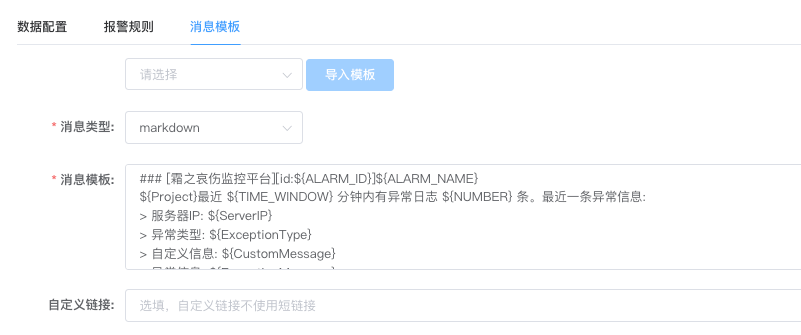 数据配置 报警规则 消息模板
请选择 导入模板
* 消息类型: markdown
* 消息模板: ### [霜之哀伤监控平台][id:${ALARM_ID}]${ALARM_NAME}
${Project}最近 ${TIME_WINDOW} 分钟内有异常日志 ${NUMBER} 条。最近一条异常信息:
> 服务器IP: ${ServerIP}
> 异常类型: ${ExceptionType}
> 自定义信息: ${CustomMessage}
自定义链接: 选填，自定义链接不使用短链接